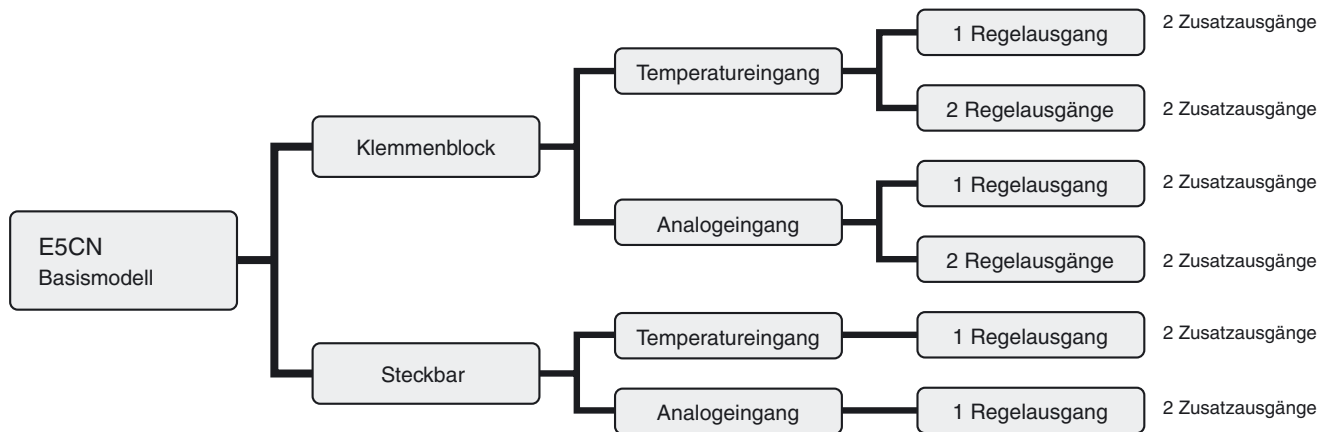 E5CN
Basismodell
Klemmenblock
Temperatureingang
1 Regelausgang
2 Zusatzausgänge
2 Regelausgänge
2 Zusatzausgänge
Analogeingang
1 Regelausgang
2 Zusatzausgänge
2 Regelausgänge
2 Zusatzausgänge
Steckbar
Temperatureingang
1 Regelausgang
2 Zusatzausgänge
Analogeingang
1 Regelausgang
2 Zusatzausgänge